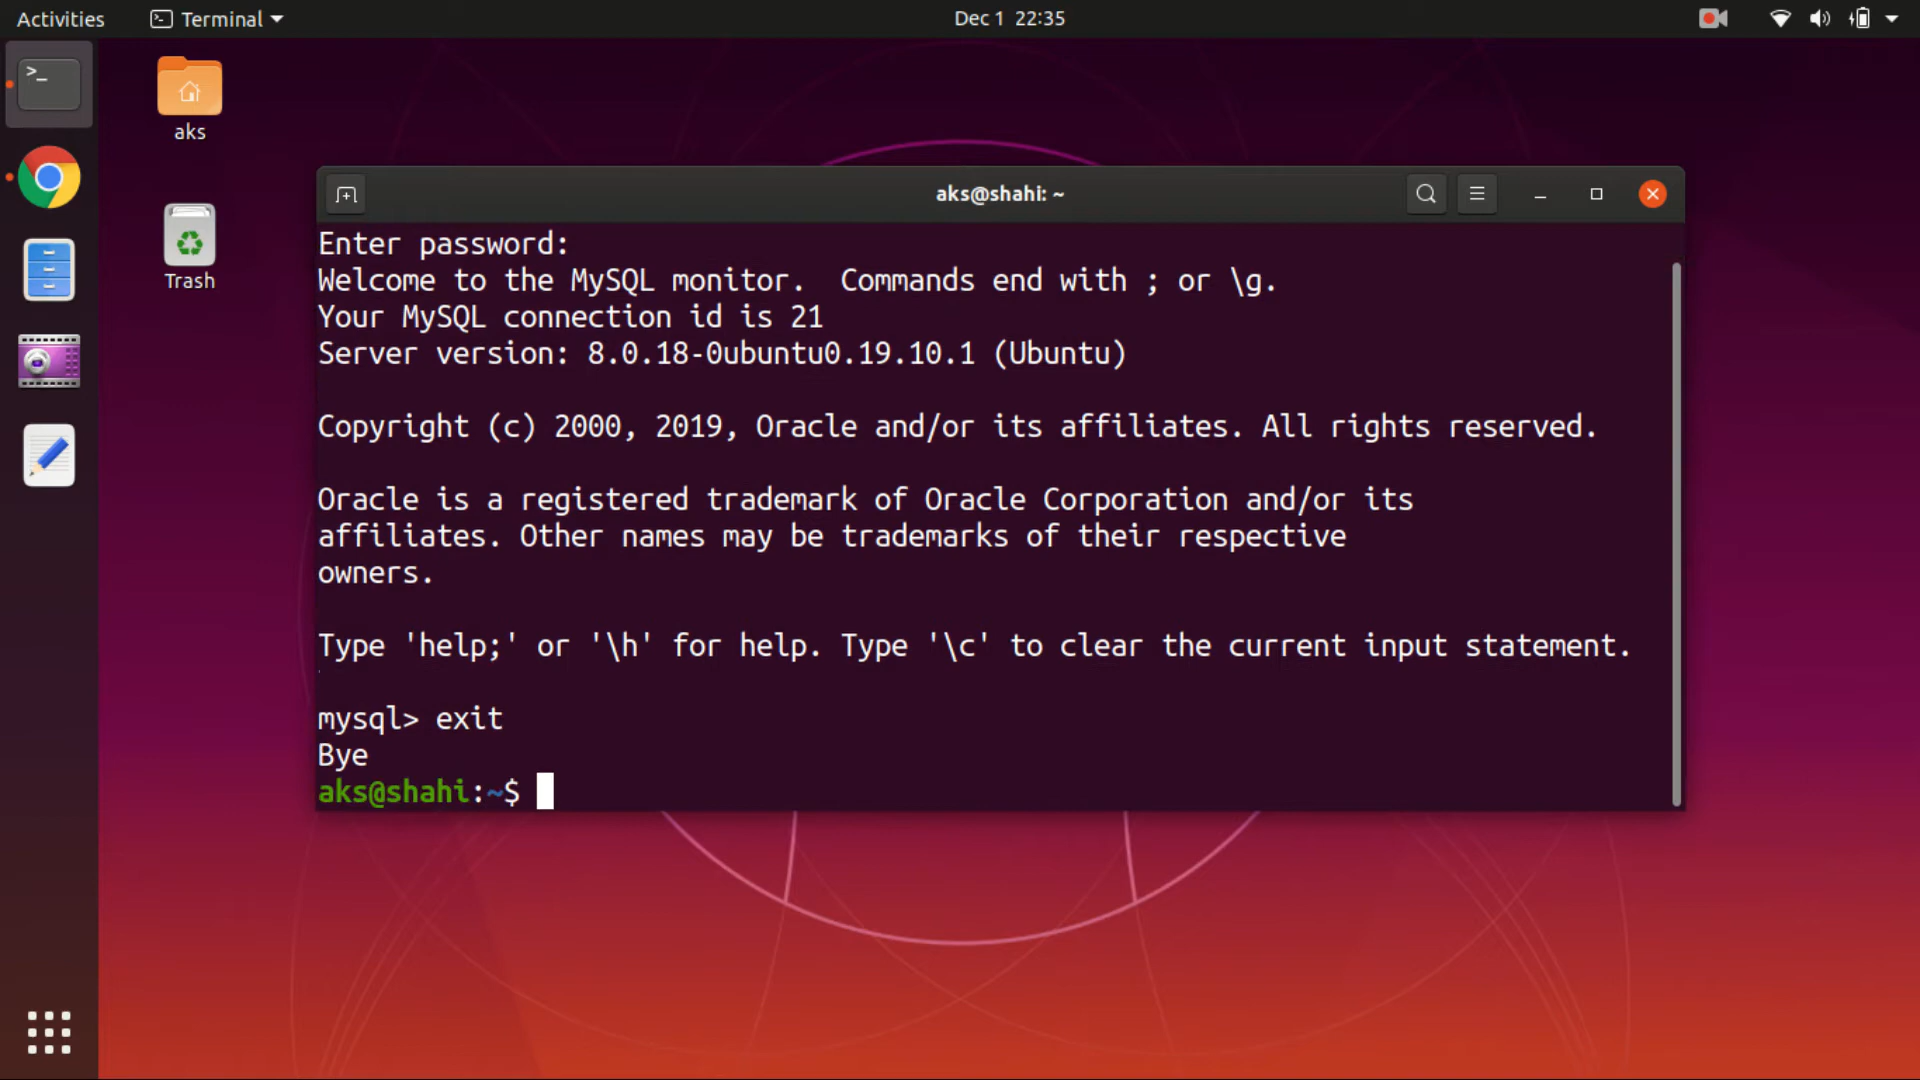 Activities
Terminal
Dec 1 22:35
aks
Trash
aks@shahi: ~
Enter password:
Welcome to the MySQL monitor.  Commands end with ; or \g.
Your MySQL connection id is 21
Server version: 8.0.18-0ubuntu0.19.10.1 (Ubuntu)
Copyright (c) 2000, 2019, Oracle and/or its affiliates. All rights reserved.
Oracle is a registered trademark of Oracle Corporation and/or its
affiliates. Other names may be trademarks of their respective
owners.
Type 'help;' or '\h' for help. Type '\c' to clear the current input statement.
mysql> exit
Bye
aks@shahi:~$